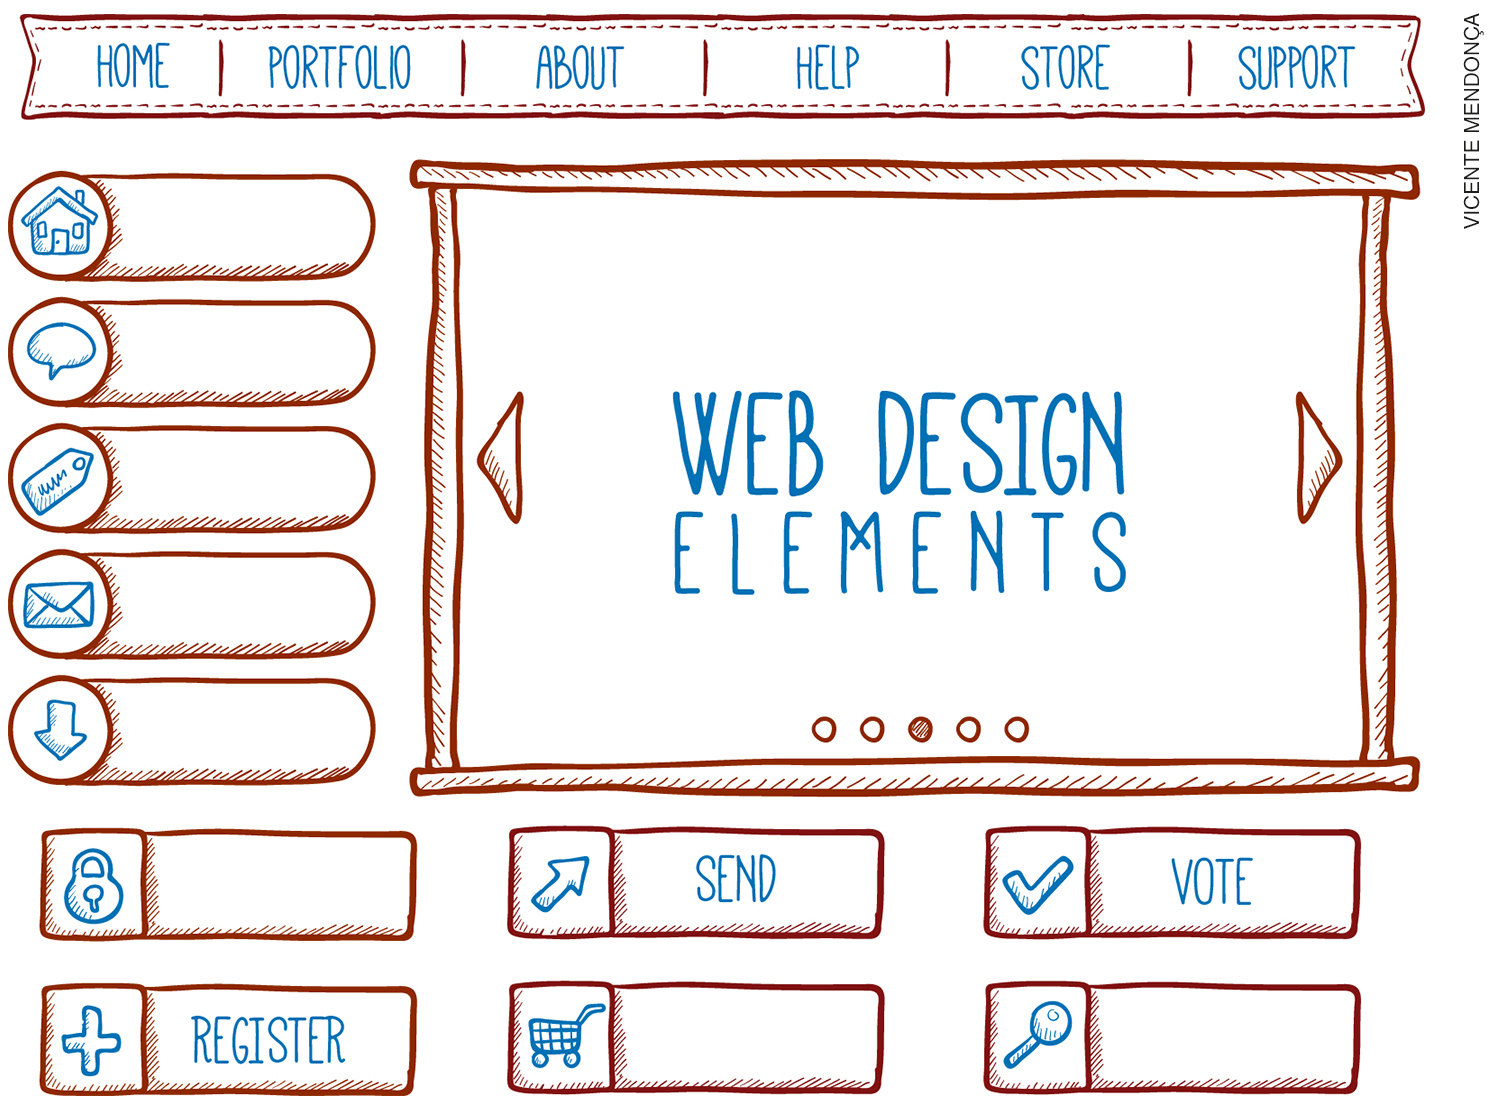 HOME PORTFOLIO ABOUT HELP STORE SUPPORT
VICENTE MENDONÇA
WEB DESIGN
ELEMENTS
SEND
VOTE
REGISTER